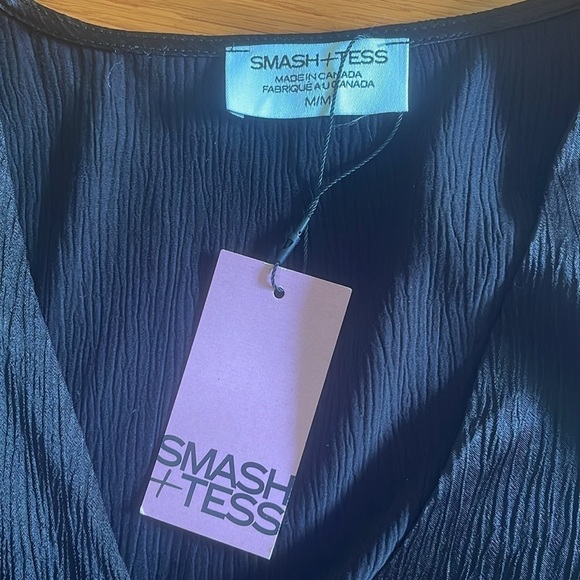 SMASH+TESS
MADE IN CANADA
FABRIQUÉ AU CANADA
M/M
SMASH
+TESS